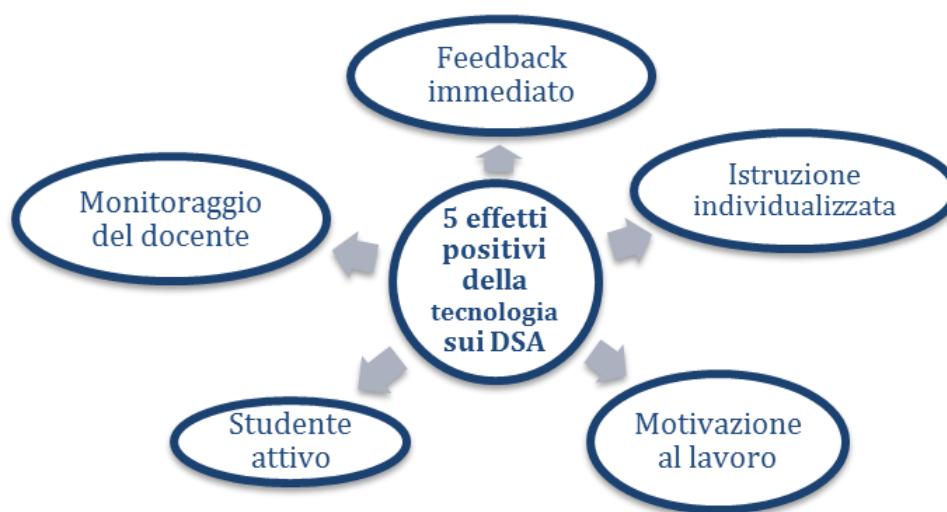 Feedback
immediato
Istruzione
individualizzata
Monitoraggio
del docente
5 effetti
positivi
della
tecnologia
sui DSA
Studente
attivo
Motivazione
al lavoro